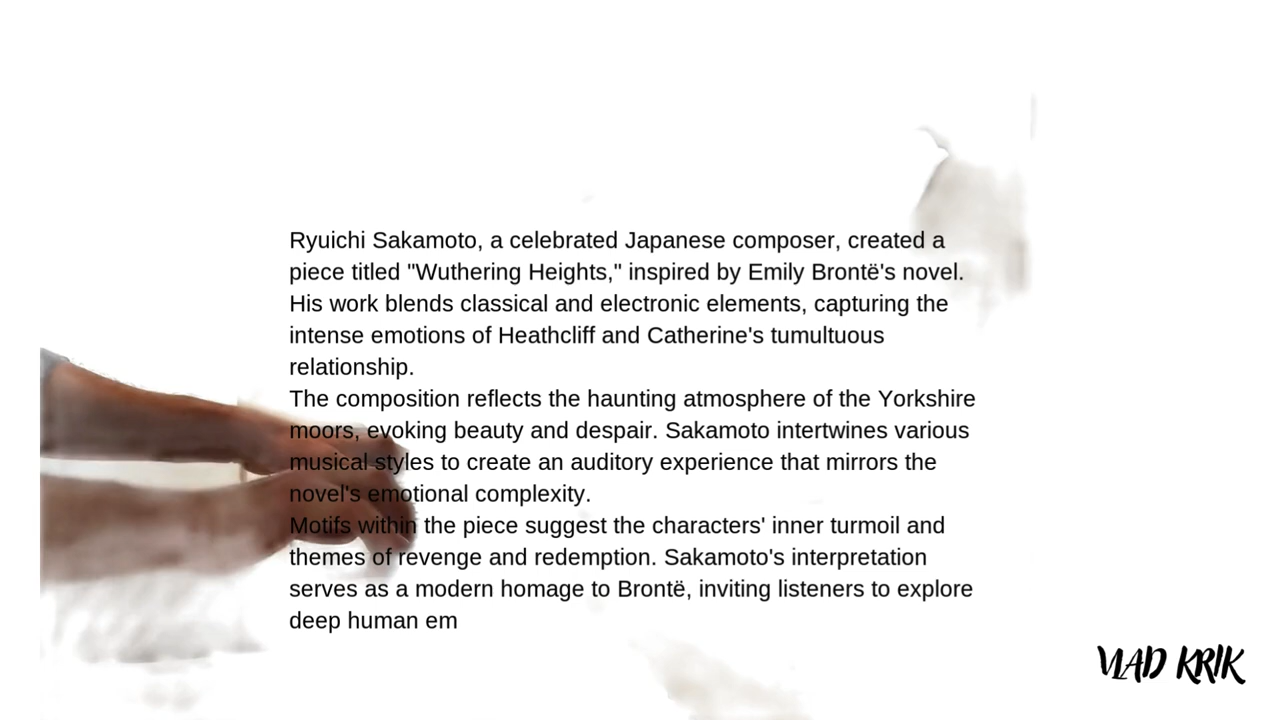 Ryuichi Sakamoto, a celebrated Japanese composer, created a
piece titled "Wuthering Heights," inspired by Emily Brontë's novel.
His work blends classical and electronic elements, capturing the
intense emotions of Heathcliff and Catherine's tumultuous
relationship.
The composition reflects the haunting atmosphere of the Yorkshire
moors, evoking beauty and despair. Sakamoto intertwines various
musical styles to create an auditory experience that mirrors the
novel's emotional complexity.
Motifs within the piece suggest the characters' inner turmoil and
themes of revenge and redemption. Sakamoto's interpretation
serves as a modern homage to Brontë, inviting listeners to explore
deep human em
VLAD KRIK